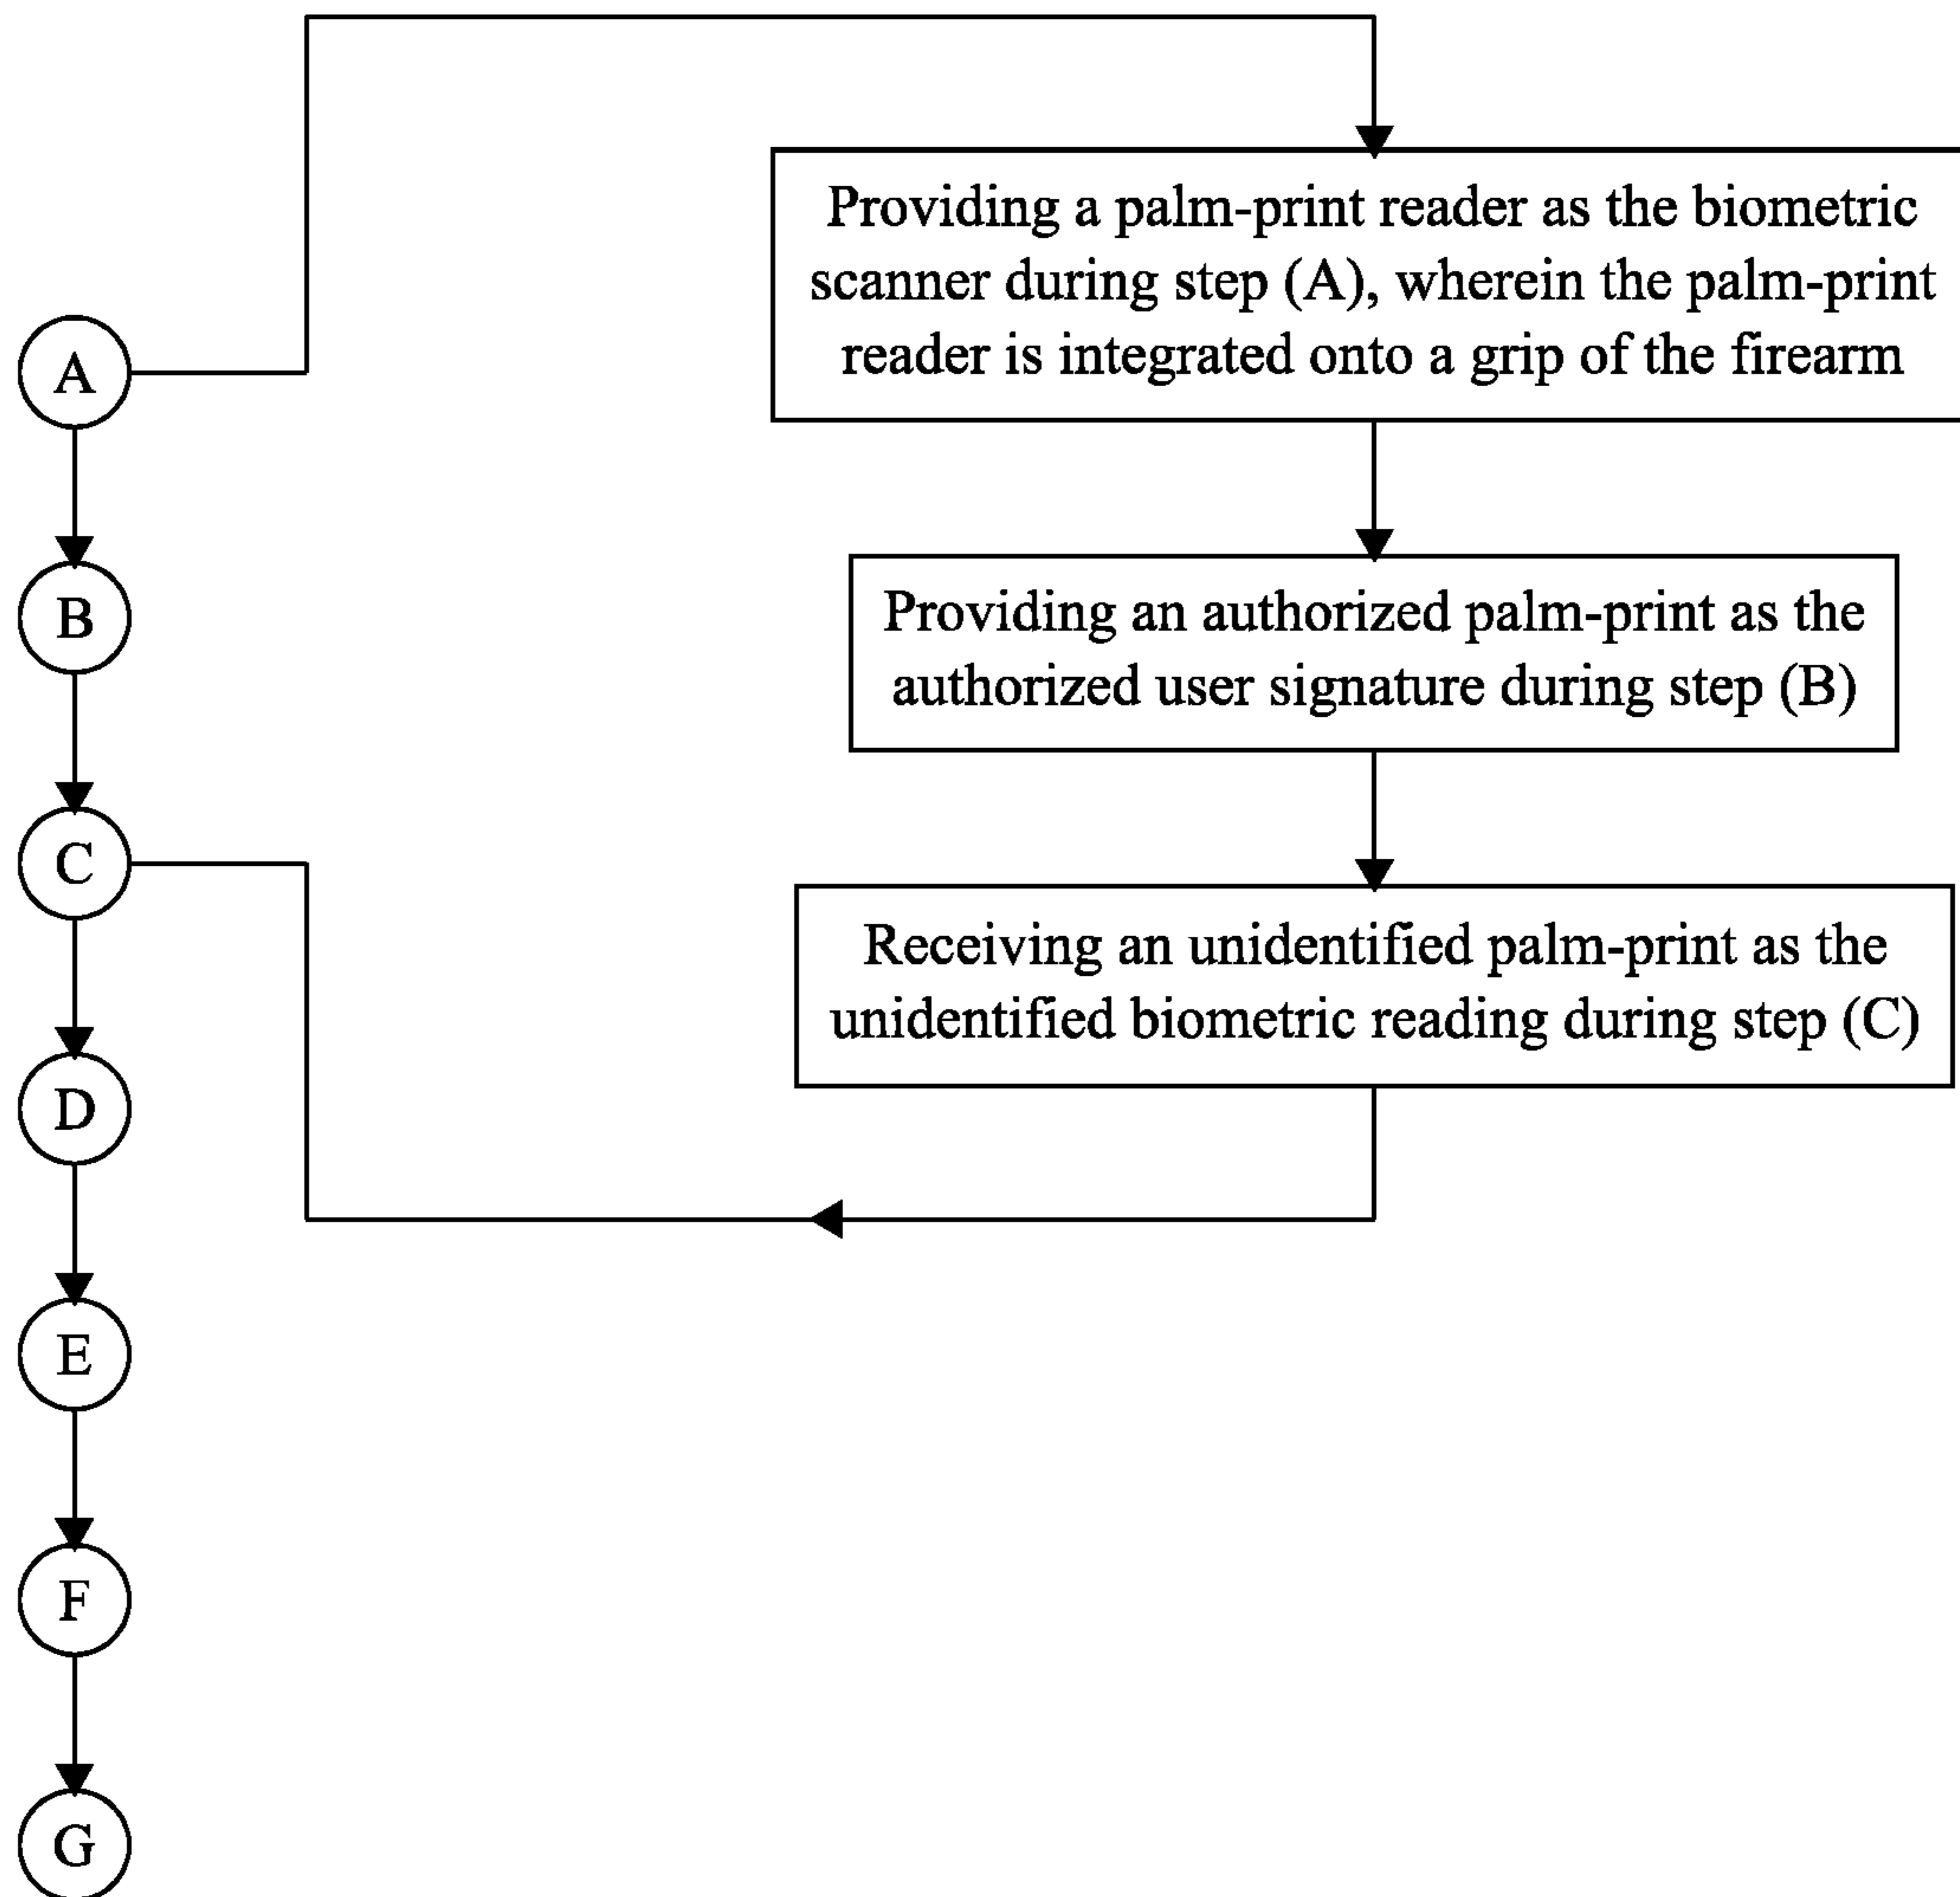 Providing a palm-print reader as the biometric
scanner during step (A), wherein the palm-print
reader is integrated onto a grip of the firearm
A
Providing an authorized palm-print as the
authorized user signature during step (B)
B
C
Receiving an unidentified palm-print as the
unidentified biometric reading during step (C)
D
E
F
G